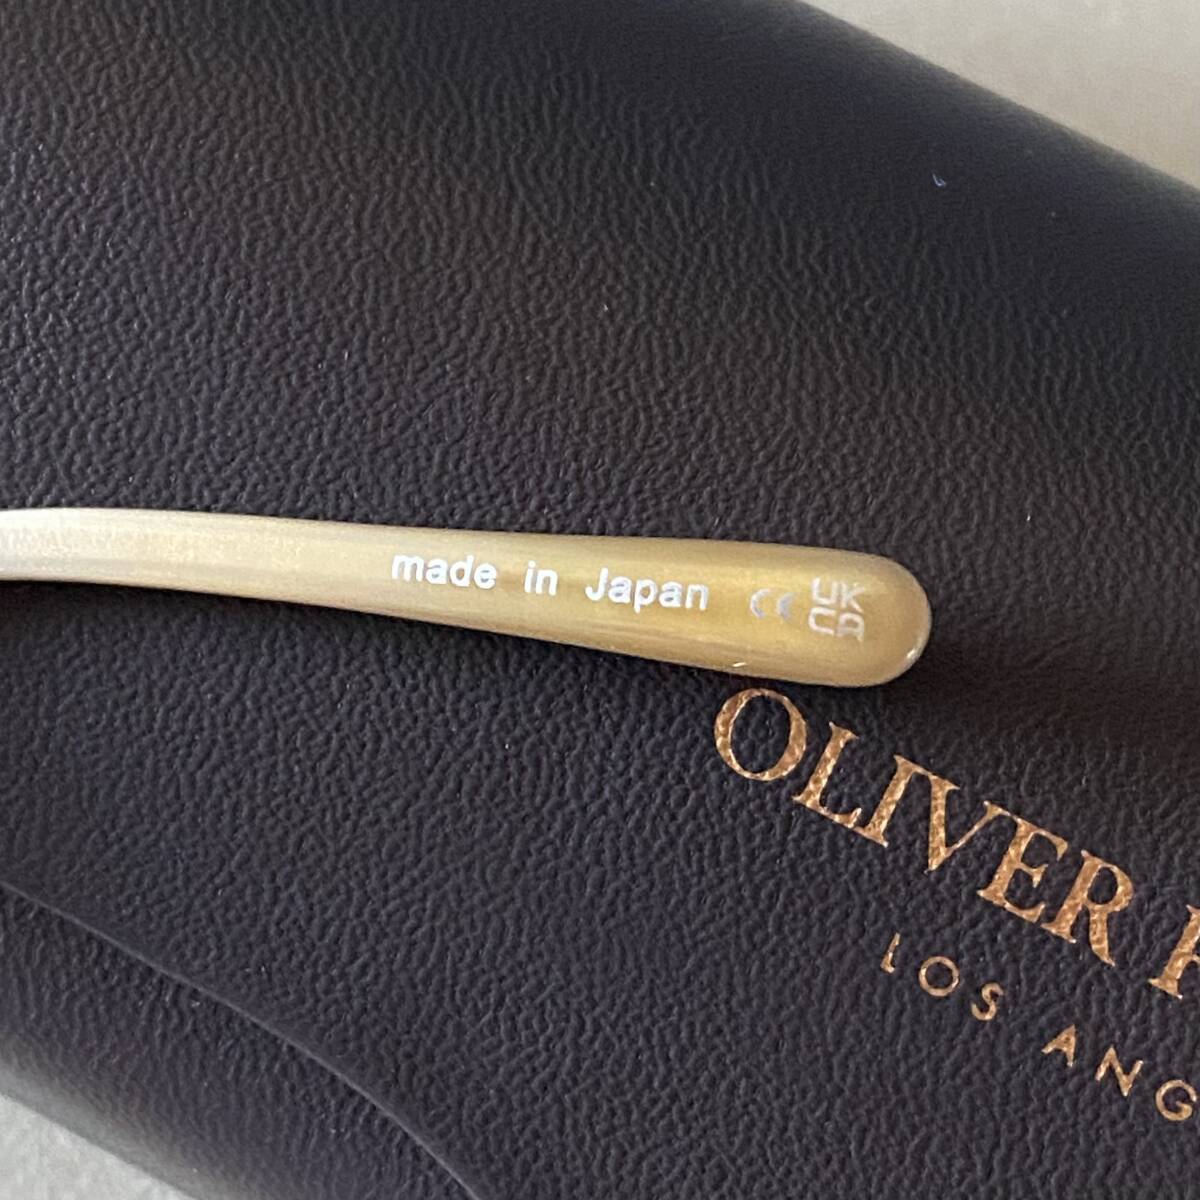 made in Japan CE UK
CA
OLIVER
LOS ANG